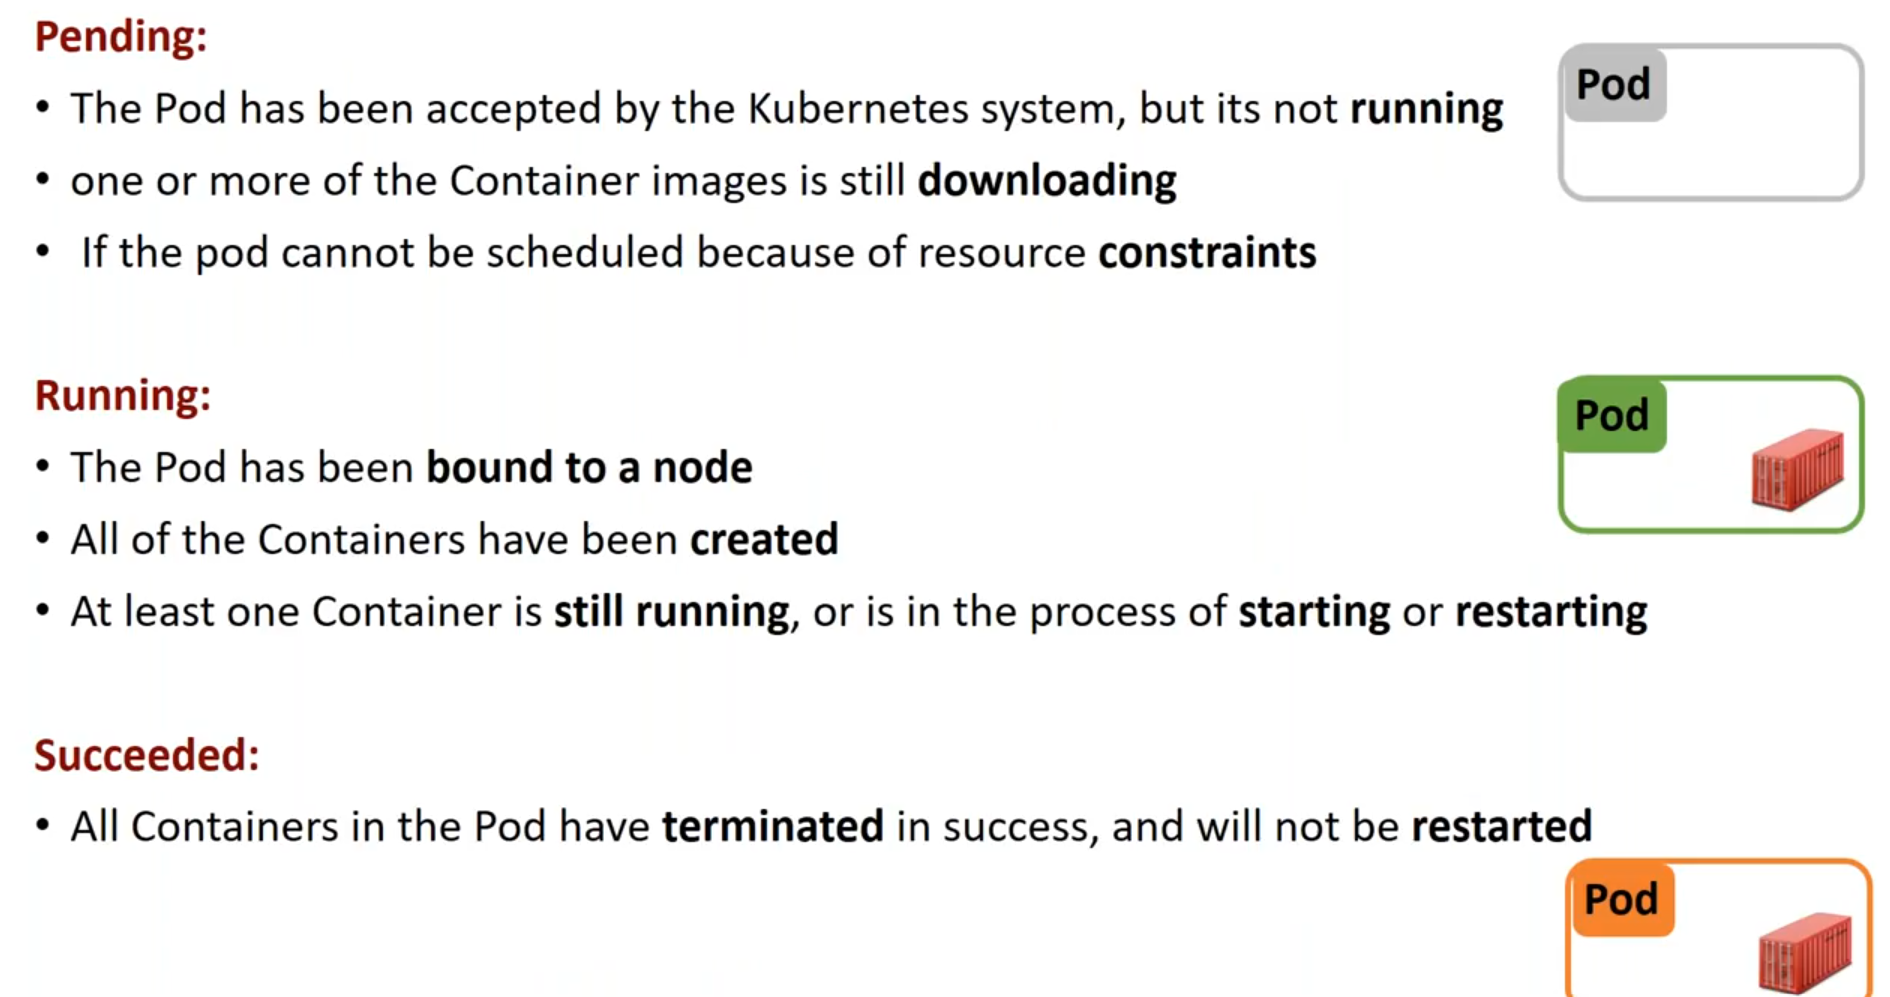 Pending:
Pod
• The Pod has been accepted by the Kubernetes system, but its not running
• one or more of the Container images is still downloading
• If the pod cannot be scheduled because of resource constraints
Running:
Pod
• The Pod has been bound to a node
• All of the Containers have been created
• At least one Container is still running, or is in the process of starting or restarting
Succeeded:
• All Containers in the Pod have terminated in success, and will not be restarted
Pod